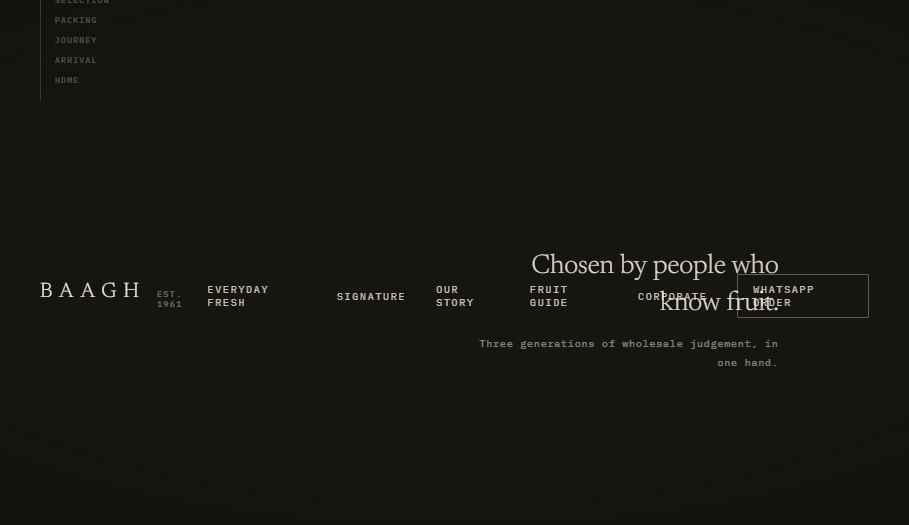 SELECTION
PACKING
JOURNEY
ARRIVAL
HOME
Chosen by people who
know fruit.
BAAGH
EST.
1961
EVERYDAY
FRESH
SIGNATURE
OUR
STORY
FRUIT
GUIDE
CORPORATE
WHATSAPP
ORDER
Three generations of wholesale judgement, in
one hand.